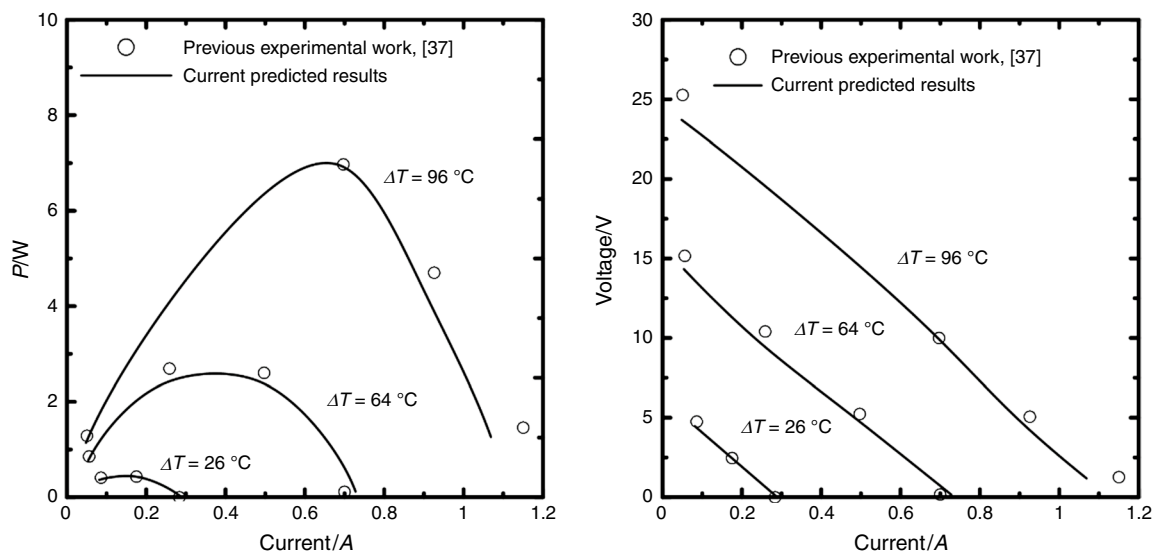 10
8
6
4
2
0
P/W
Previous experimental work, [37]
Current predicted results
ΔT = 96 °C
ΔT = 64 °C
ΔT = 26 °C
0 0.2 0.4 0.6 0.8 1.0 1.2
Current/A
30
25
20
15
10
5
0
Voltage/V
Previous experimental work, [37]
Current predicted results
ΔT = 96 °C
ΔT = 64 °C
ΔT = 26 °C
0 0.2 0.4 0.6 0.8 1.0 1.2
Current/A